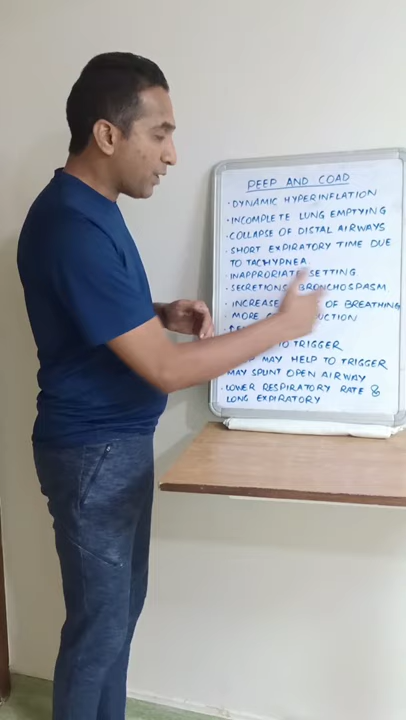 PEEP AND COAD
· DYNAMIC HYPERINFLATION
· INCOMPLETE LUNG EMPTYING
· COLLAPSE OF DISTAL AIRWAYS
· SHORT EXPIRATORY TIME DUE
TO TACHYPNEA.
· INAPPRORIATE SETTING
· SECRETIONS BRONCHOSPASM
· INCREASE OF BREATHING
MORE
TO TRIGGER
MAY HELP TO TRIGGER
MAY SPUNT OPEN AIRWAY
· LOWER RESPIRATORY RATE &
LONG EXPIRATORY